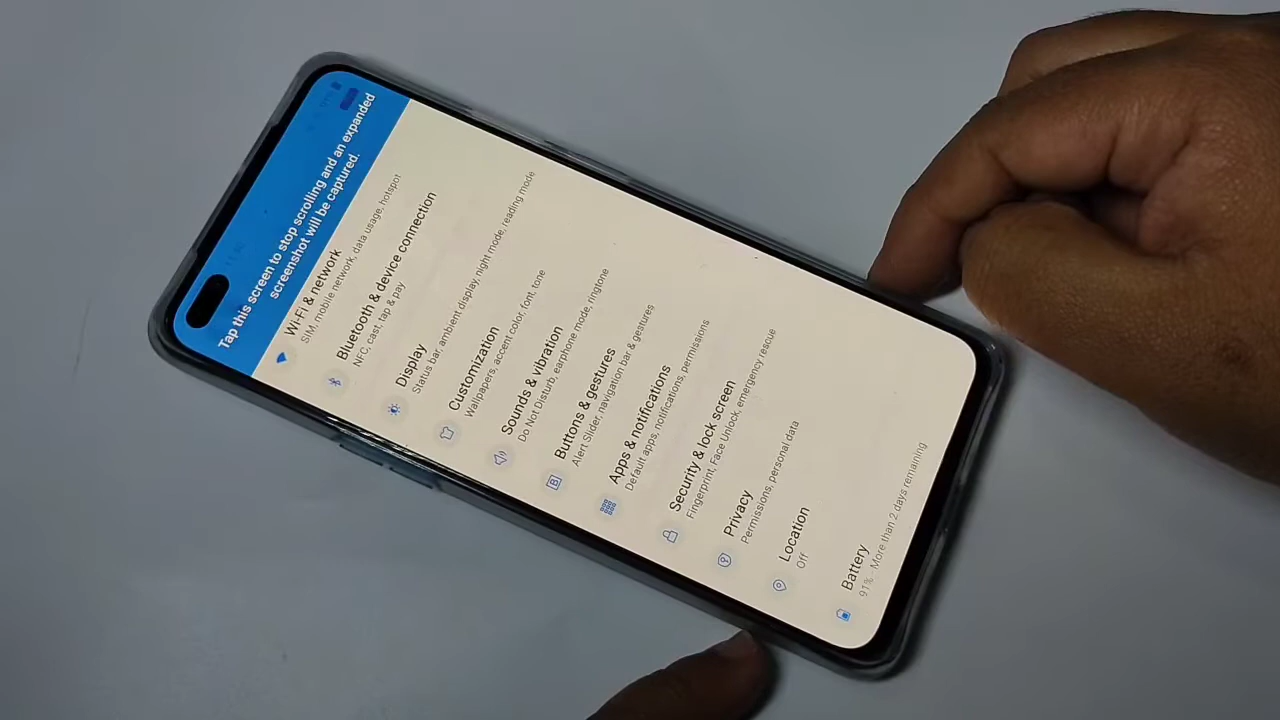 Tap this screen to stop scrolling and an expanded
screenshot will be captured.
Wi-Fi & network
SIM, mobile network, data usage, hotspot
Bluetooth & device connection
NFC, cast, tap & pay
Display
Status bar, ambient display, night mode, reading mode
Customization
Wallpapers, accent color, font, tone
Sounds & vibration
Do Not Disturb, earphone mode, ringtone
Buttons & gestures
Alert Slider, navigation bar & gestures
Apps & notifications
Default apps, notifications, permissions
Security & lock screen
Fingerprint, Face Unlock, emergency rescue
Privacy
Permissions, personal data
Location
Off
Battery
91% · More than 2 days remaining